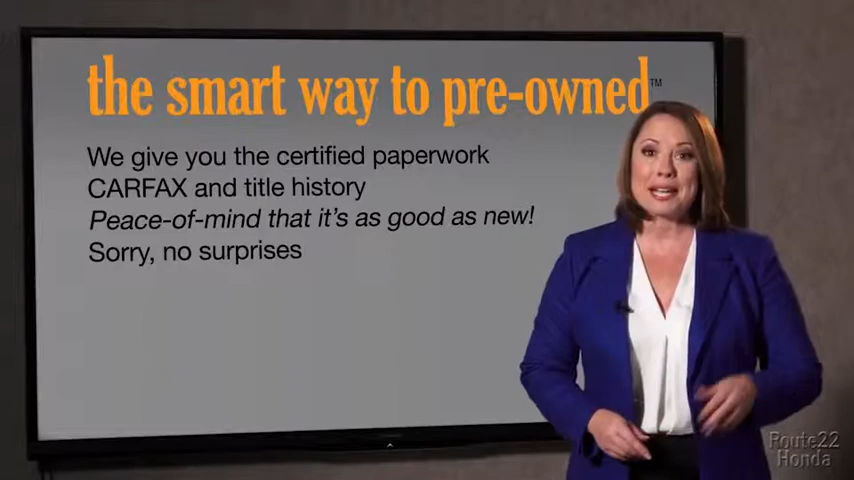 the smart way to pre-owned™
We give you the certified paperwork
CARFAX and title history
Peace-of-mind that it's as good as new!
Sorry, no surprises
Route22
Honda